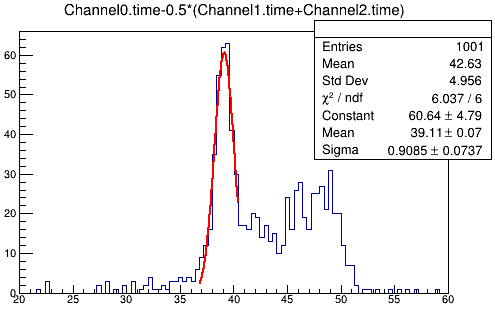 Channel0.time-0.5*(Channel1.time+Channel2.time)
Entries 1001
Mean 42.63
Std Dev 4.956
χ² / ndf 6.037 / 6
Constant 60.64 ± 4.79
Mean 39.11 ± 0.07
Sigma 0.9085 ± 0.0737
60
50
40
30
20
10
0
20 25 30 35 40 45 50 55 60